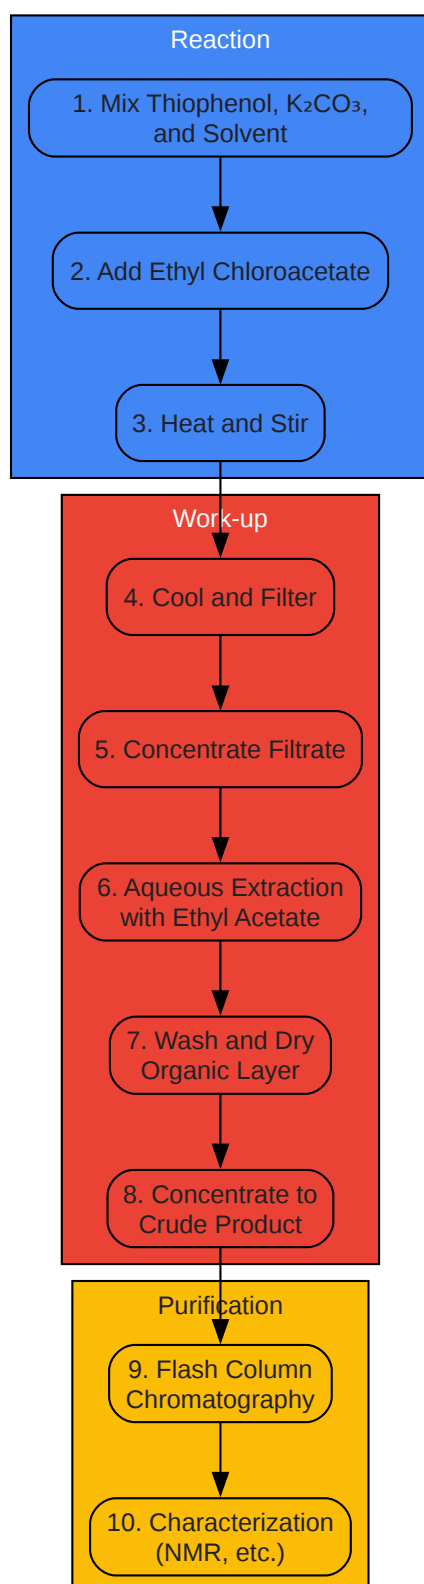 Reaction
1. Mix Thiophenol, K₂CO₃,
and Solvent
2. Add Ethyl Chloroacetate
3. Heat and Stir
Work-up
4. Cool and Filter
5. Concentrate Filtrate
6. Aqueous Extraction
with Ethyl Acetate
7. Wash and Dry
Organic Layer
8. Concentrate to
Crude Product
Purification
9. Flash Column
Chromatography
10. Characterization
(NMR, etc.)